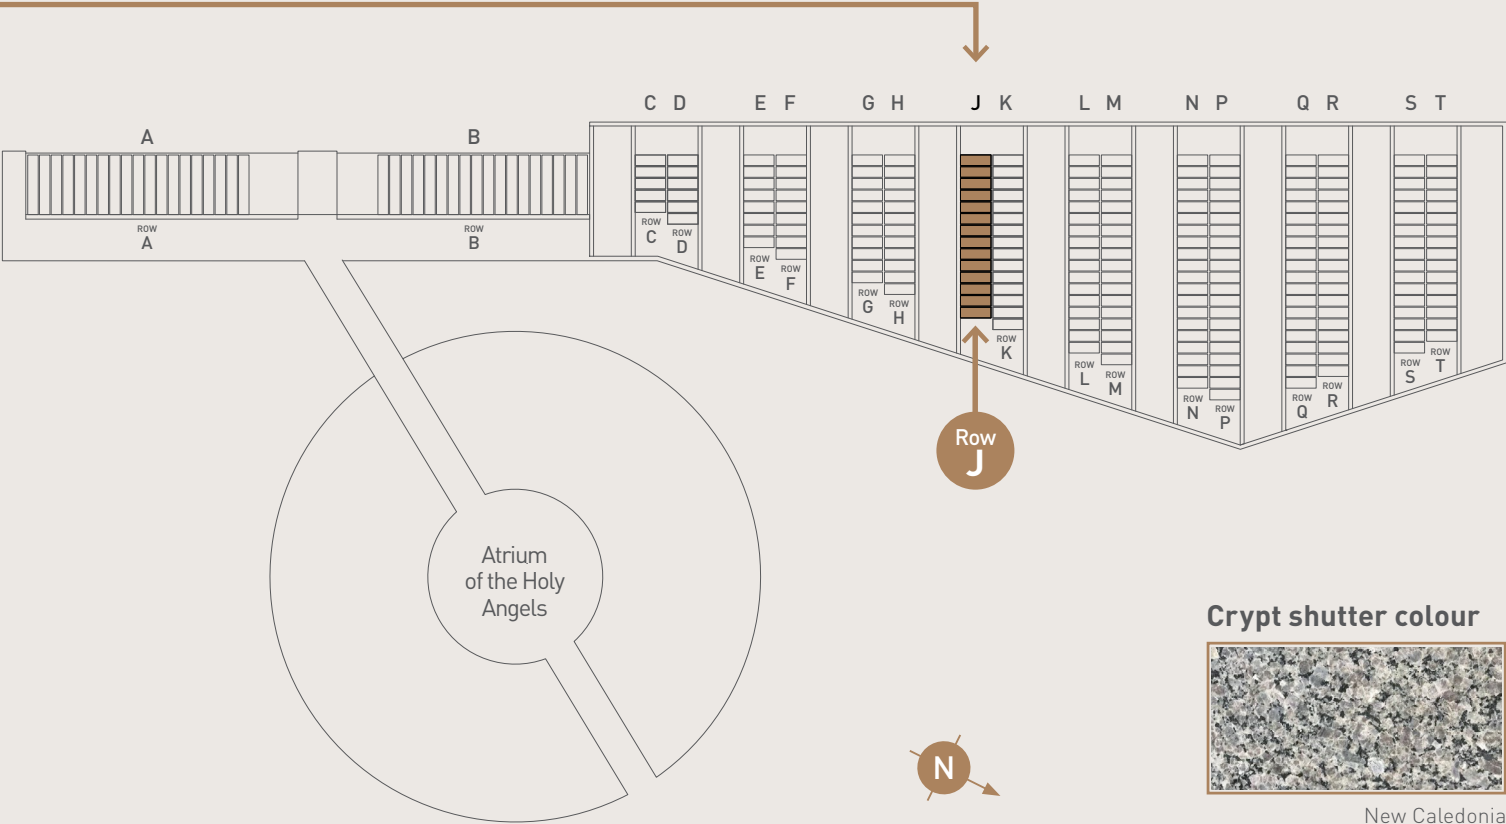 C D E F G H J K L M N P Q R S T
A B
ROW
A
ROW
B
ROW
C
ROW
D
ROW
E
ROW
F
ROW
G
ROW
H
ROW
K
ROW
L
ROW
M
ROW
N
ROW
P
ROW
Q
ROW
R
ROW
S
ROW
T
Row
J
Atrium
of the Holy
Angels
N
Crypt shutter colour
New Caledonia